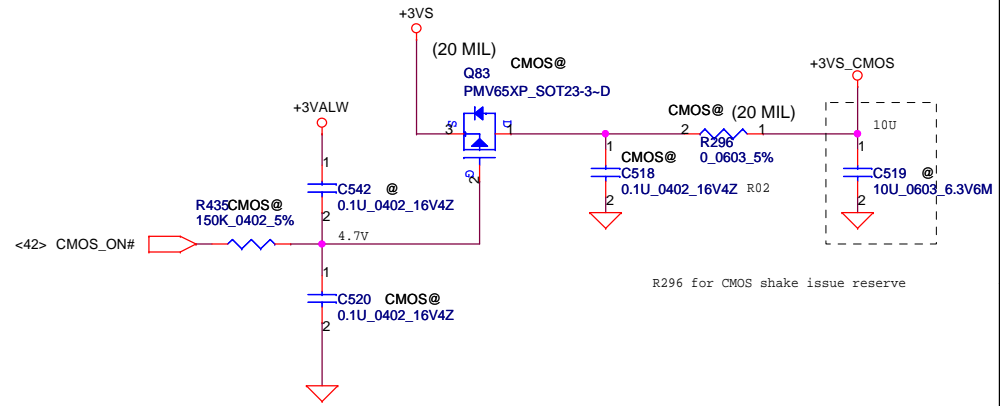 +3VS
(20 MIL)
CMOS@
Q83
PMV65XP_SOT23-3~D
S
D
3
1
G
2
+3VALW
1
C542 @
0.1U_0402_16V4Z
2
R435 CMOS@
150K_0402_5%
<42> CMOS_ON#
4.7V
1
C520 CMOS@
0.1U_0402_16V4Z
2
CMOS@ (20 MIL)
2
1
R296
0_0603_5%
1
CMOS@
C518
0.1U_0402_16V4Z R02
2
+3VS_CMOS
10U
1
C519 @
10U_0603_6.3V6M
2
R296 for CMOS shake issue reserve